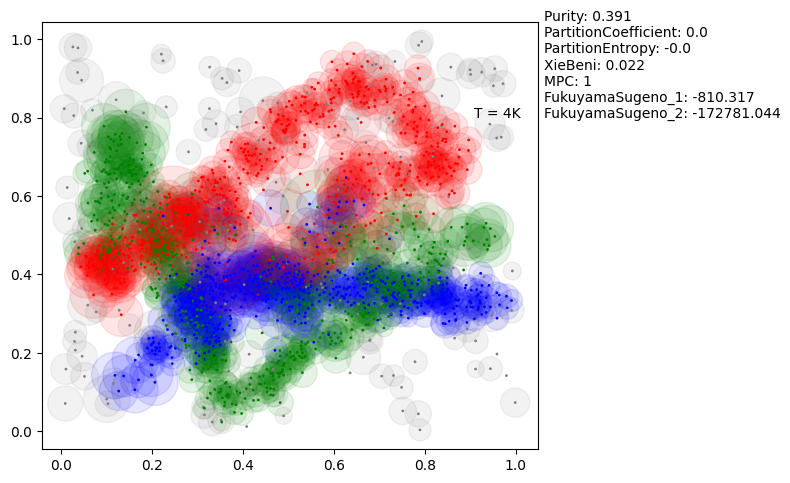 Purity: 0.391
PartitionCoefficient: 0.0
PartitionEntropy: -0.0
XieBeni: 0.022
MPC: 1
FukuyamaSugeno_1: -810.317
FukuyamaSugeno_2: -172781.044
T = 4K
1.0
0.8
0.6
0.4
0.2
0.0
0.0 0.2 0.4 0.6 0.8 1.0